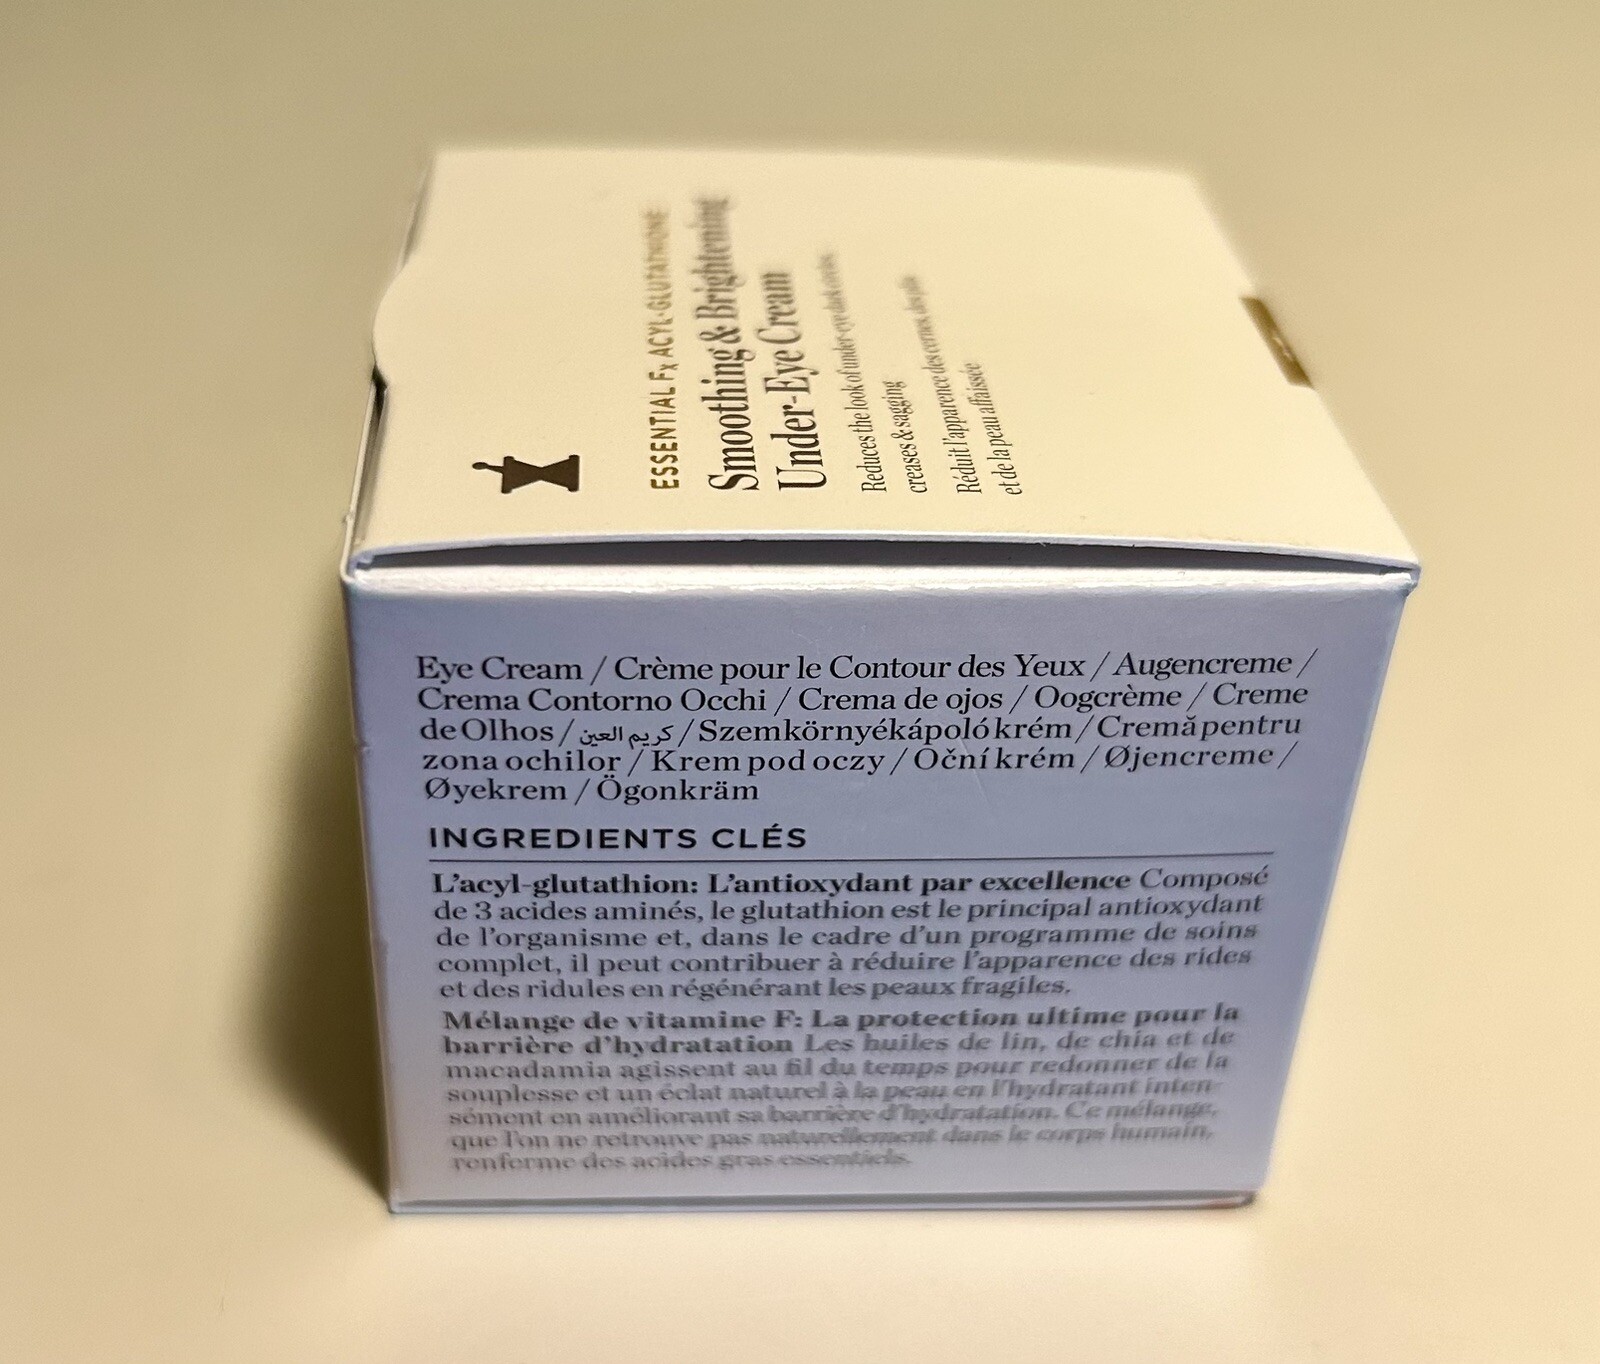 ESSENTIAL Fx ACYL-GLUTATHIONE
Smoothing & Brightening
Under-Eye Cream
Reduces the look of under-eye dark circles,
creases & sagging
Réduit l'apparence des cernes, des plis
et de la peau affaissée
Eye Cream / Crème pour le Contour des Yeux / Augencreme /
Crema Contorno Occhi / Crema de ojos / Oogcrème / Creme
de Olhos / كريم العين / Szemkörnyékápoló krém / Cremă pentru
zona ochilor / Krem pod oczy / Oční krém / Øjencreme /
Øyekrem / Ögonkräm
INGREDIENTS CLÉS
L'acyl-glutathion: L'antioxydant par excellence Composé
de 3 acides aminés, le glutathion est le principal antioxydant
de l'organisme et, dans le cadre d'un programme de soins
complet, il peut contribuer à réduire l'apparence des rides
et des ridules en régénérant les peaux fragiles.
Mélange de vitamine F: La protection ultime pour la
barrière d'hydratation Les huiles de lin, de chia et de
macadamia agissent au fil du temps pour redonner de la
souplesse et un éclat naturel à la peau en l'hydratant inten-
sément en améliorant sa barrière d'hydratation. Ce mélange,
que l'on ne retrouve pas naturellement dans le corps humain,
renferme des acides gras essentiels.